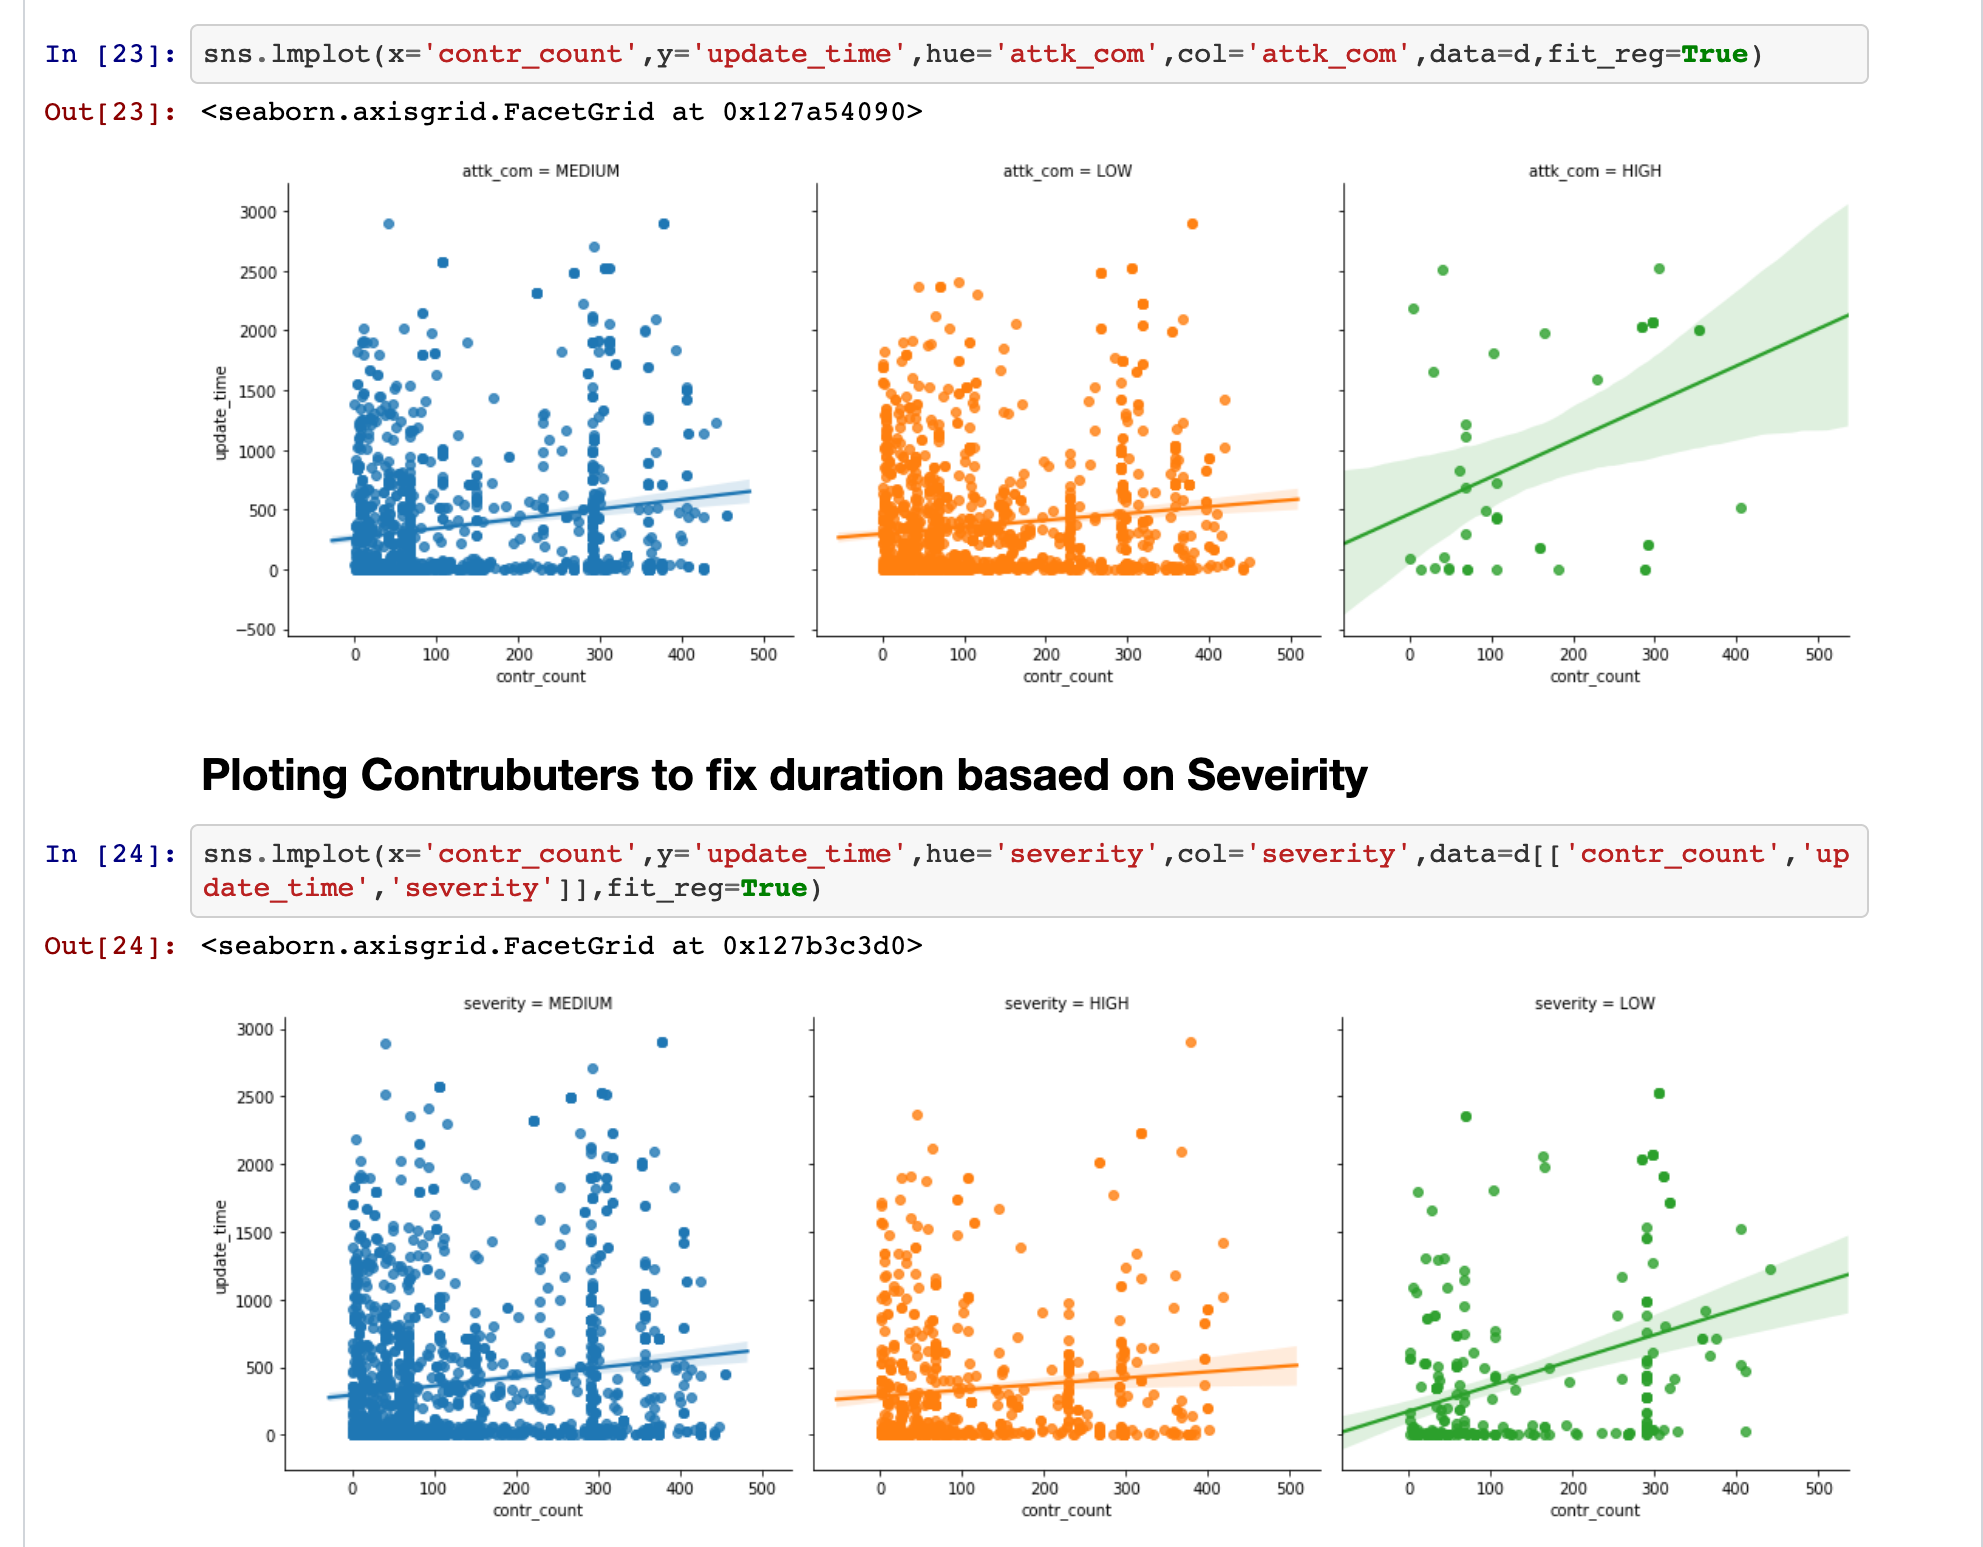 In [23]: sns.lmplot(x='contr_count',y='update_time',hue='attk_com',col='attk_com',data=d,fit_reg=True)
Out[23]: <seaborn.axisgrid.FacetGrid at 0x127a54090>
attk_com = MEDIUM
attk_com = LOW
attk_com = HIGH
3000
2500
2000
1500
1000
500
0
−500
update_time
0 100 200 300 400 500
0 100 200 300 400 500
0 100 200 300 400 500
contr_count
contr_count
contr_count
Ploting Contrubuters to fix duration basaed on Seveirity
In [24]: sns.lmplot(x='contr_count',y='update_time',hue='severity',col='severity',data=d[['contr_count','up
date_time','severity']],fit_reg=True)
Out[24]: <seaborn.axisgrid.FacetGrid at 0x127b3c3d0>
severity = MEDIUM
severity = HIGH
severity = LOW
3000
2500
2000
1500
1000
500
0
update_time
0 100 200 300 400 500
0 100 200 300 400 500
0 100 200 300 400 500
contr_count
contr_count
contr_count